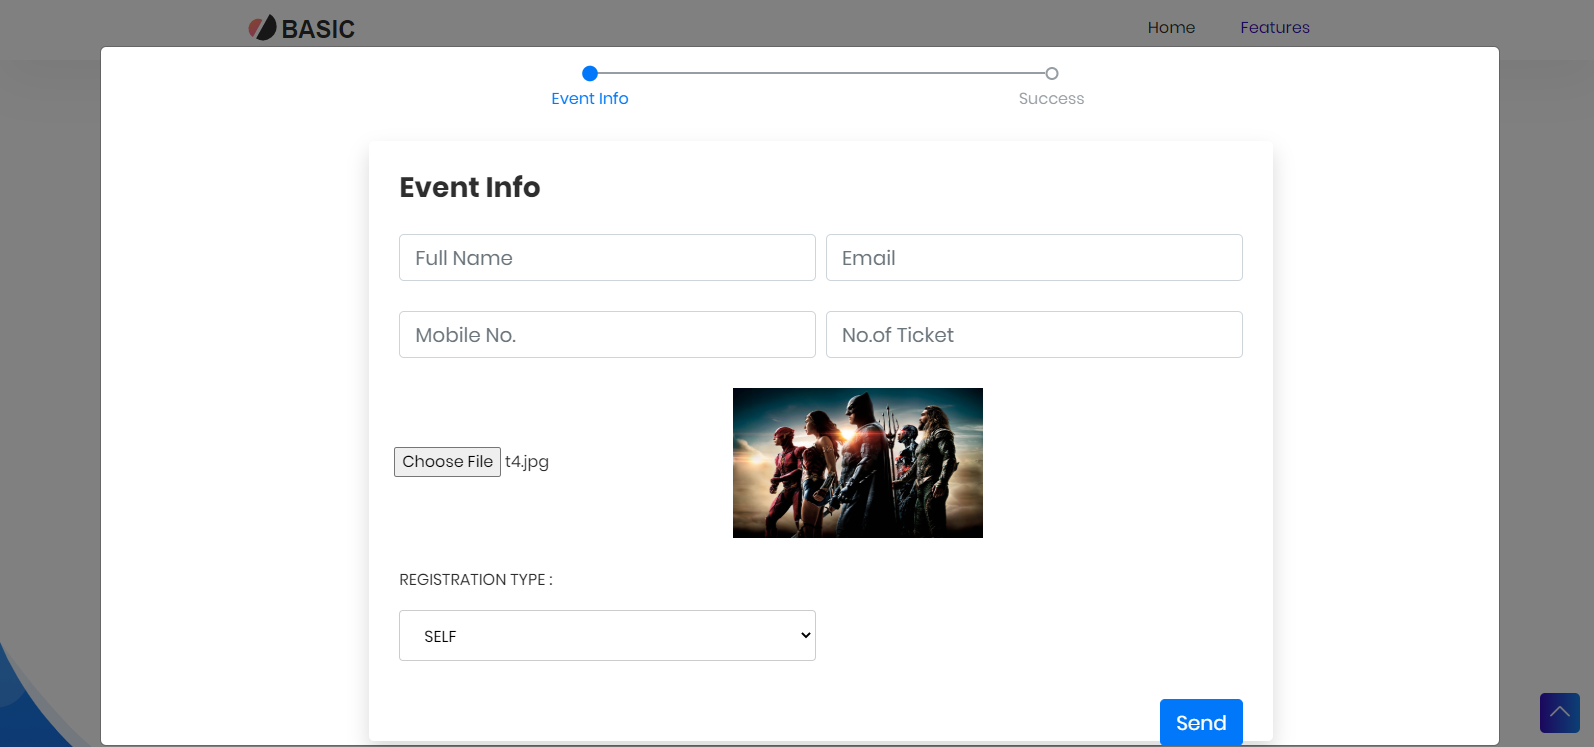 BASIC
Home
Features
Event Info
Success
Event Info
Full Name
Email
Mobile No.
No.of Ticket
Choose File t4.jpg
REGISTRATION TYPE :
SELF
Send